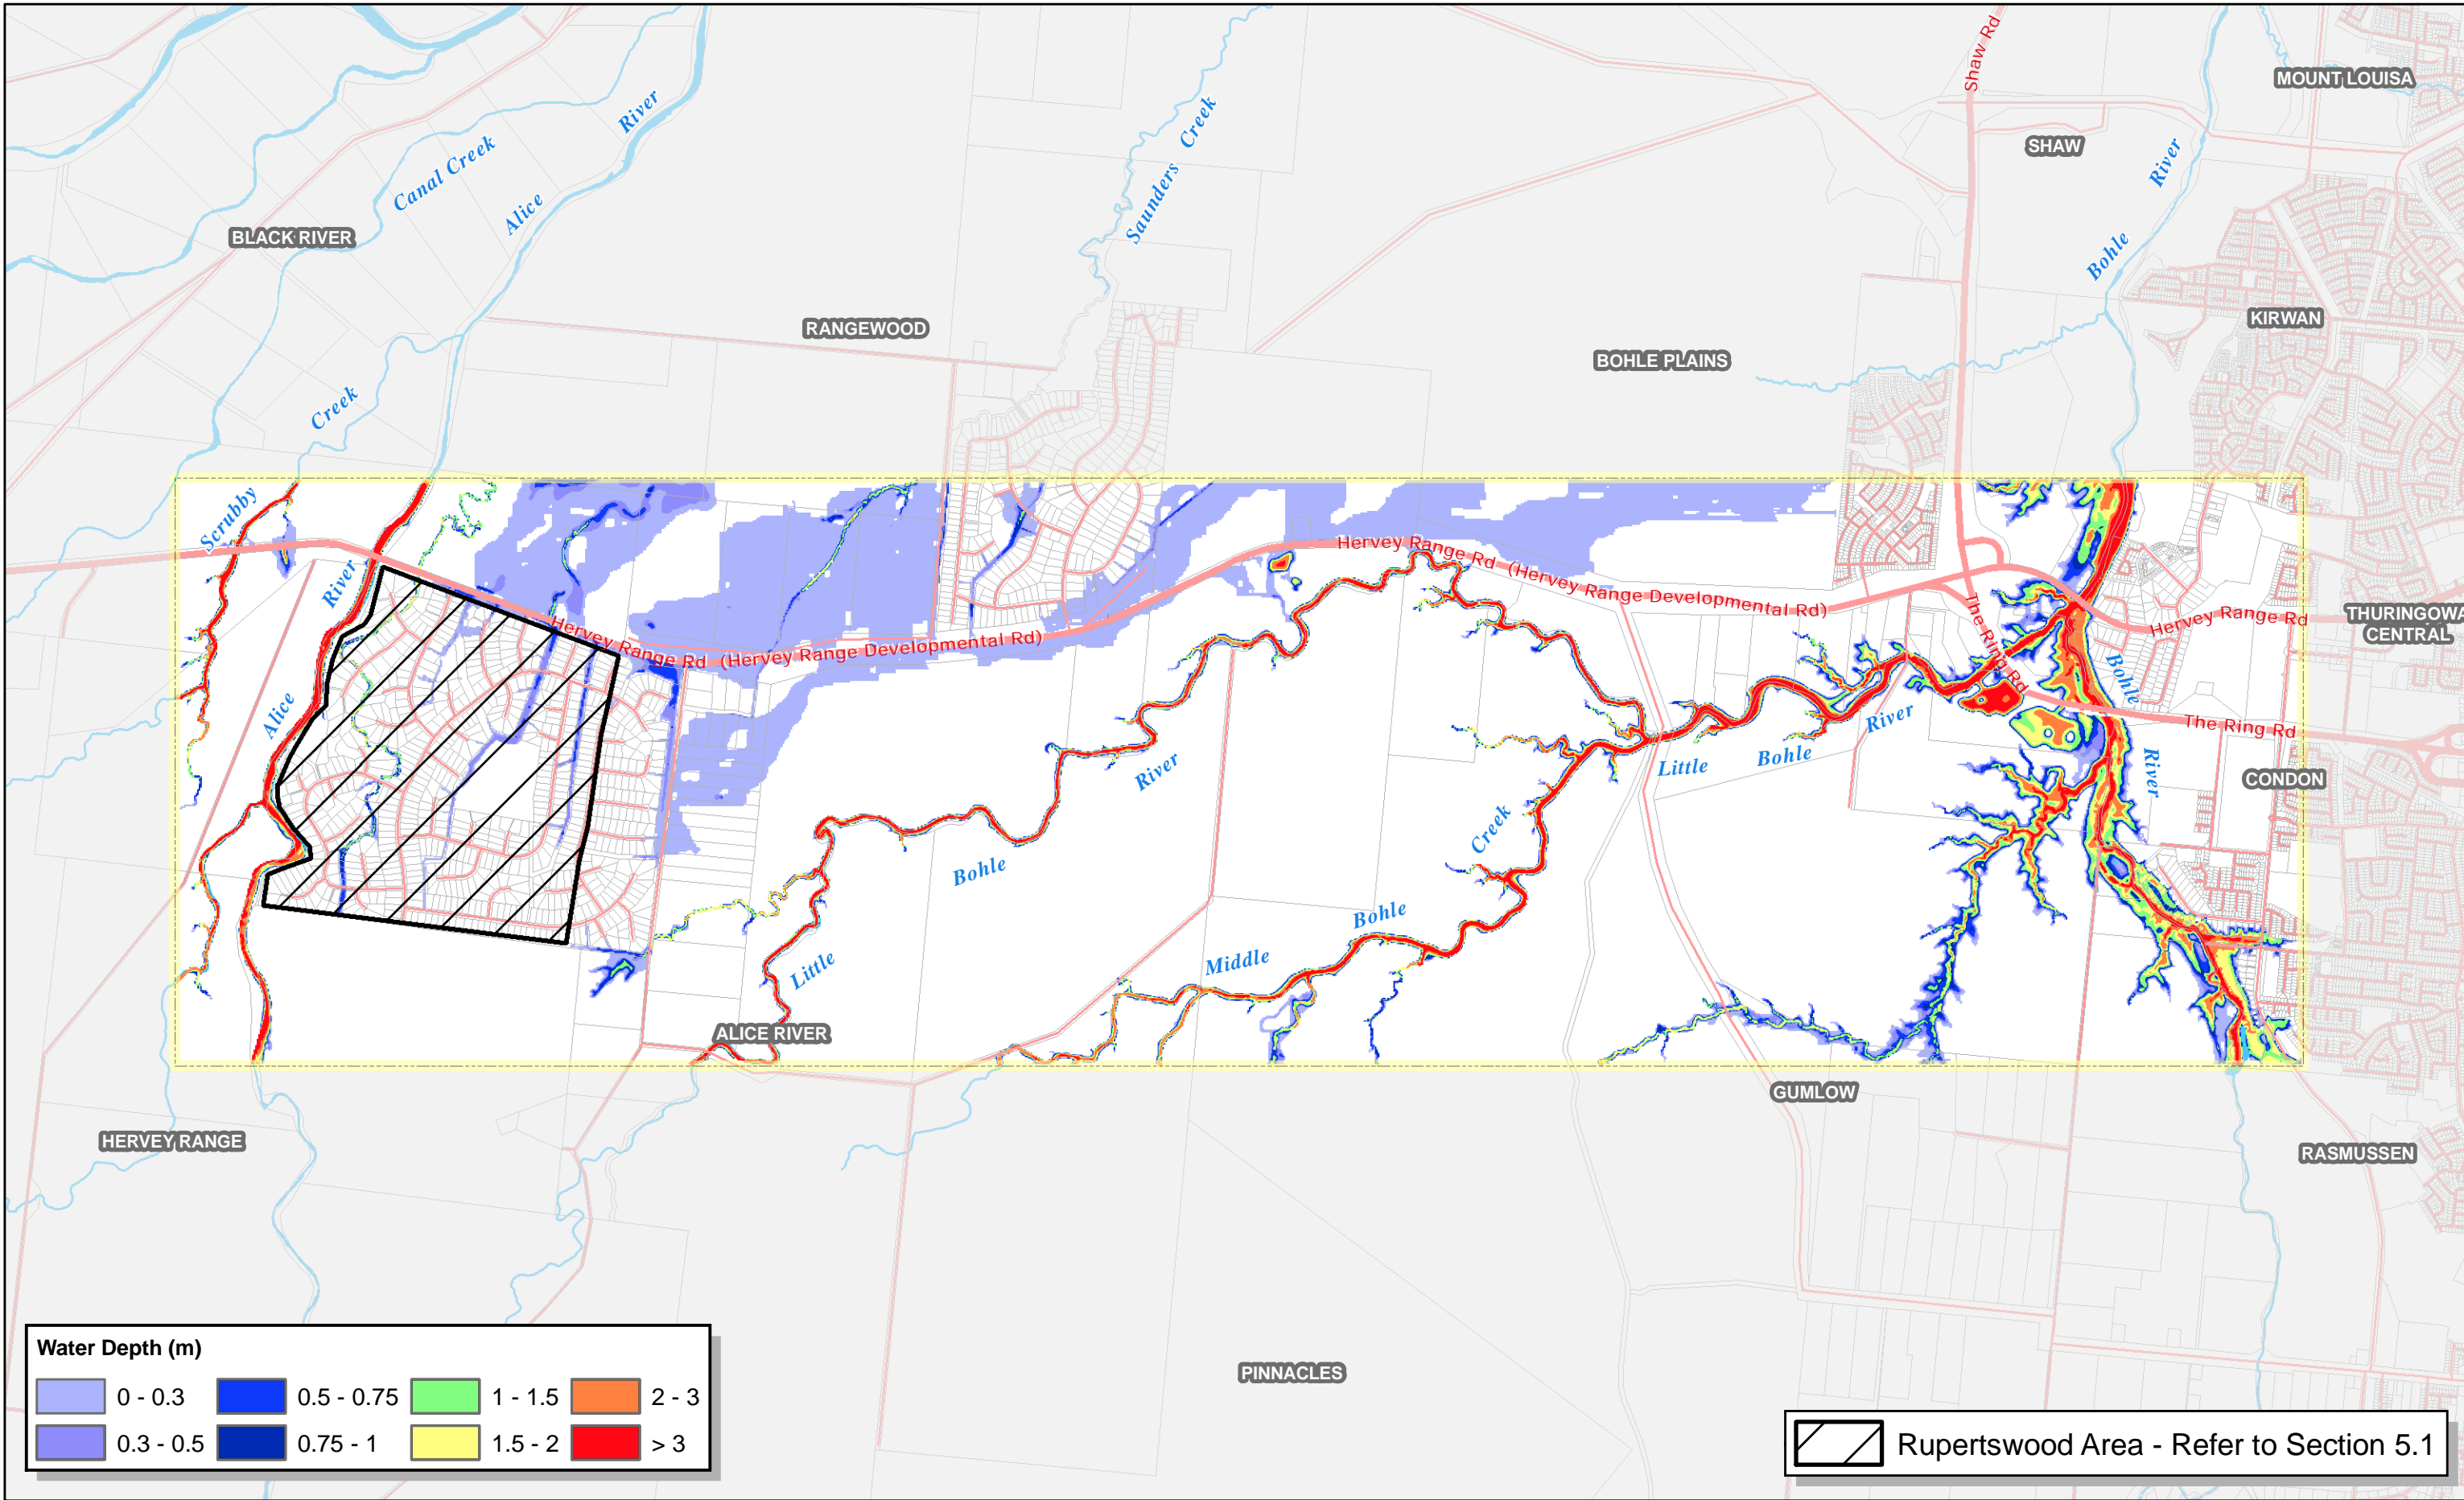 Shaw Rd
MOUNT LOUISA
SHAW
River
Canal Creek
Alice
Saunders Creek
River
Bohle
BLACK RIVER
RANGEWOOD
BOHLE PLAINS
KIRWAN
Creek
Scrubby
River
Alice
Hervey Range Rd (Hervey Range Developmental Rd)
Hervey Range Rd (Hervey Range Developmental Rd)
The Ring Rd
Hervey Range Rd
THURINGOWA
CENTRAL
Bohle
River
The Ring Rd
CONDON
River
Bohle
Little Bohle River
Creek
Bohle
Middle
Little
ALICE RIVER
GUMLOW
HERVEY RANGE
RASMUSSEN
PINNACLES
Water Depth (m)
0 - 0.3 0.5 - 0.75 1 - 1.5 2 - 3
0.3 - 0.5 0.75 - 1 1.5 - 2 > 3
Rupertswood Area - Refer to Section 5.1